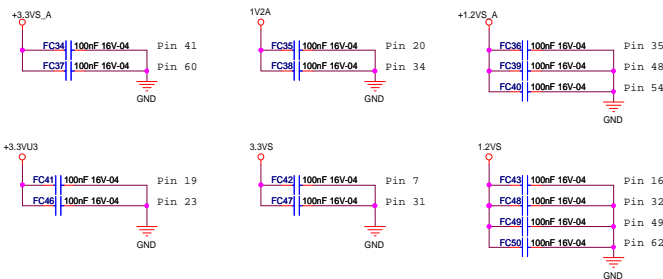 +3.3VS_A
FC34 100nF 16V-04 Pin 41
FC37 100nF 16V-04 Pin 60
GND
1V2A
FC35 100nF 16V-04 Pin 20
FC38 100nF 16V-04 Pin 34
GND
+1.2VS_A
FC36 100nF 16V-04 Pin 35
FC39 100nF 16V-04 Pin 48
FC40 100nF 16V-04 Pin 54
GND
+3.3VU3
FC41 100nF 16V-04 Pin 19
FC46 100nF 16V-04 Pin 23
GND
3.3VS
FC42 100nF 16V-04 Pin 7
FC47 100nF 16V-04 Pin 31
GND
1.2VS
FC43 100nF 16V-04 Pin 16
FC48 100nF 16V-04 Pin 32
FC49 100nF 16V-04 Pin 49
FC50 100nF 16V-04 Pin 62
GND